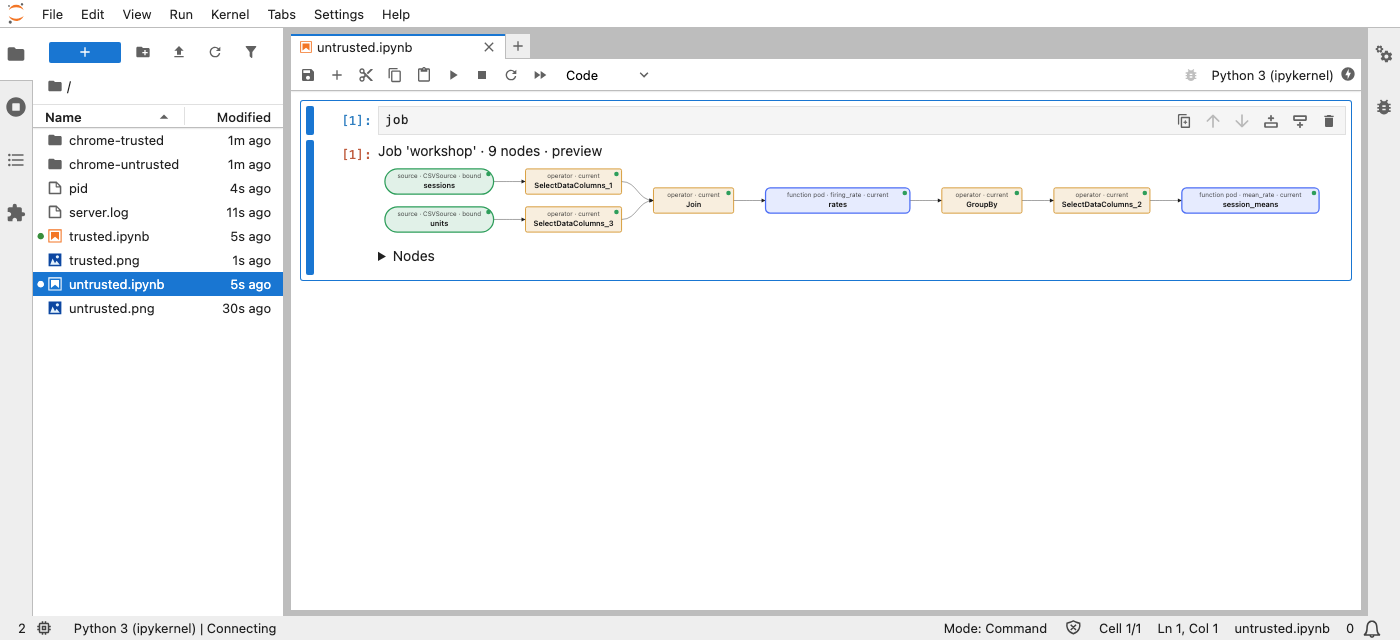 File Edit View Run Kernel Tabs Settings Help
untrusted.ipynb
Code
Python 3 (ipykernel)
/
Name Modified
chrome-trusted 1m ago
chrome-untrusted 1m ago
pid 4s ago
server.log 11s ago
trusted.ipynb 5s ago
trusted.png 1s ago
untrusted.ipynb 5s ago
untrusted.png 30s ago
[1]: job
[1]: Job 'workshop' · 9 nodes · preview
source · CSVSource · bound
sessions
operator · current
SelectDataColumns_1
source · CSVSource · bound
units
operator · current
SelectDataColumns_3
operator · current
Join
function pod · firing_rate · current
rates
operator · current
GroupBy
operator · current
SelectDataColumns_2
function pod · mean_rate · current
session_means
Nodes
2 Python 3 (ipykernel) | Connecting
Mode: Command Cell 1/1 Ln 1, Col 1 untrusted.ipynb 0